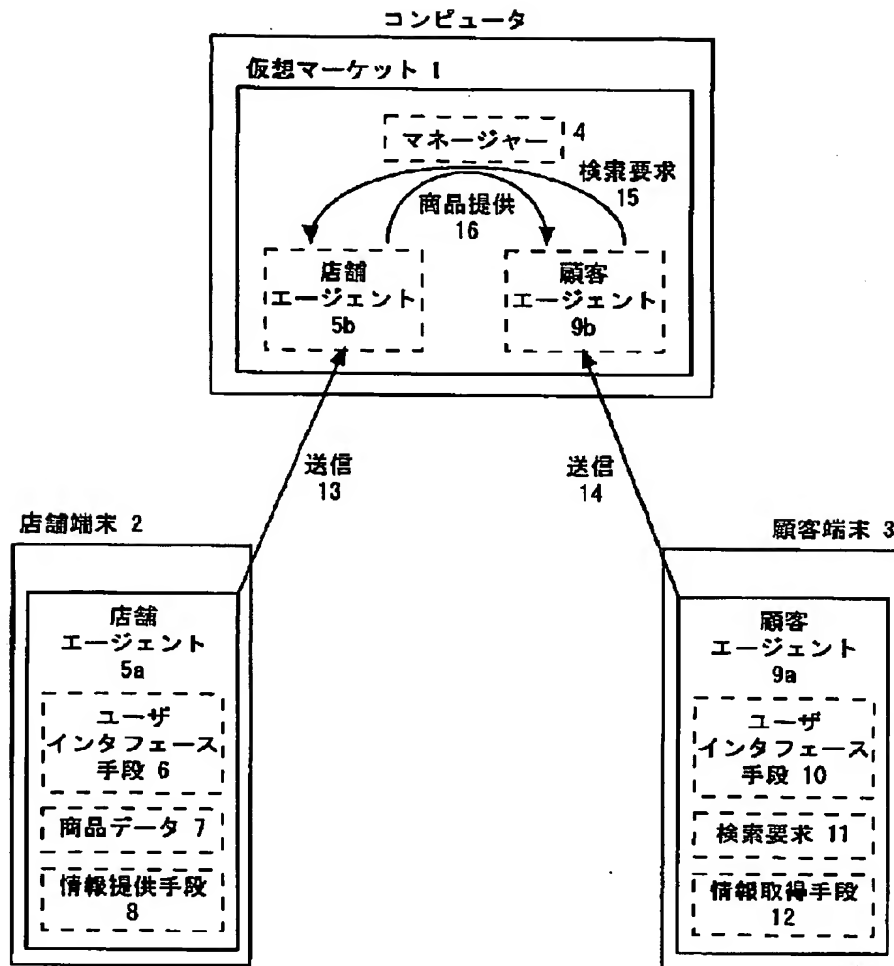 コンピュータ
仮想マーケット 1
マネージャー 4
検索要求
15
商品提供
16
店舗
エージェント
5b
顧客
エージェント
9b
送信
13
送信
14
店舗端末 2
店舗
エージェント
5a
ユーザ
インタフェース
手段 6
商品データ 7
情報提供手段
8
顧客端末 3
顧客
エージェント
9a
ユーザ
インタフェース
手段 10
検索要求 11
情報取得手段
12